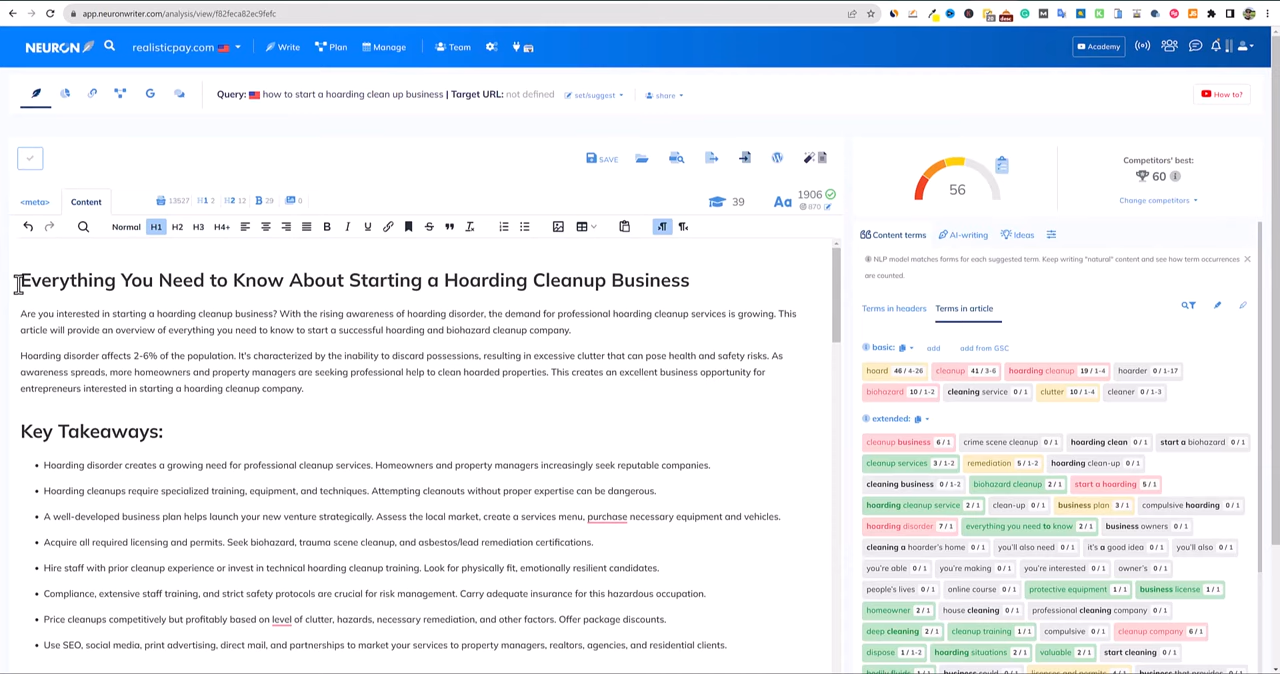 app.neuronwriter.com/analysis/view/f82feca82ec9fefc
NEURON
realisticpay.com
Write
Plan
Manage
Team
Academy
Query: how to start a hoarding clean up business | Target URL: not defined
set/suggest
share
How to?
SAVE
<meta>
Content
13527
H1 2
H2 12
B 29
0
39
Aa
1906
870
Normal
H1
H2
H3
H4+
B
I
U
Everything You Need to Know About Starting a Hoarding Cleanup Business
Are you interested in starting a hoarding cleanup business? With the rising awareness of hoarding disorder, the demand for professional hoarding cleanup services is growing. This
article will provide an overview of everything you need to know to start a successful hoarding and biohazard cleanup company.
Hoarding disorder affects 2-6% of the population. It's characterized by the inability to discard possessions, resulting in excessive clutter that can pose health and safety risks. As
awareness spreads, more homeowners and property managers are seeking professional help to clean hoarded properties. This creates an excellent business opportunity for
entrepreneurs interested in starting a hoarding cleanup company.
Key Takeaways:
• Hoarding disorder creates a growing need for professional cleanup services. Homeowners and property managers increasingly seek reputable companies.
• Hoarding cleanups require specialized training, equipment, and techniques. Attempting cleanouts without proper expertise can be dangerous.
• A well-developed business plan helps launch your new venture strategically. Assess the local market, create a services menu, purchase necessary equipment and vehicles.
• Acquire all required licensing and permits. Seek biohazard, trauma scene cleanup, and asbestos/lead remediation certifications.
• Hire staff with prior cleanup experience or invest in technical hoarding cleanup training. Look for physically fit, emotionally resilient candidates.
• Compliance, extensive staff training, and strict safety protocols are crucial for risk management. Carry adequate insurance for this hazardous occupation.
• Price cleanups competitively but profitably based on level of clutter, hazards, necessary remediation, and other factors. Offer package discounts.
• Use SEO, social media, print advertising, direct mail, and partnerships to market your services to property managers, realtors, agencies, and residential clients.
56
Competitors' best:
60
Change competitors
Content terms
AI-writing
Ideas
NLP model matches forms for each suggested term. Keep writing "natural" content and see how term occurrences
are counted.
Terms in headers
Terms in article
basic:
add
add from GSC
hoard 46 / 4-26
cleanup 41 / 3-6
hoarding cleanup 19 / 1-4
hoarder 0 / 1-17
biohazard 10 / 1-2
cleaning service 0 / 1
clutter 10 / 1-4
cleaner 0 / 1-3
extended:
cleanup business 6 / 1
crime scene cleanup 0 / 1
hoarding clean 0 / 1
start a biohazard 0 / 1
cleanup services 3 / 1-2
remediation 5 / 1-2
hoarding clean-up 0 / 1
cleaning business 0 / 1-2
biohazard cleanup 2 / 1
start a hoarding 5 / 1
hoarding cleanup service 2 / 1
clean-up 0 / 1
business plan 3 / 1
compulsive hoarding 0 / 1
hoarding disorder 7 / 1
everything you need to know 2 / 1
business owners 0 / 1
cleaning a hoarder's home 0 / 1
you'll also need 0 / 1
it's a good idea 0 / 1
you'll also 0 / 1
you're able 0 / 1
you're making 0 / 1
you're interested 0 / 1
owner's 0 / 1
people's lives 0 / 1
online course 0 / 1
protective equipment 1 / 1
business license 1 / 1
homeowner 2 / 1
house cleaning 0 / 1
professional cleaning company 0 / 1
deep cleaning 2 / 1
cleanup training 1 / 1
compulsive 0 / 1
cleanup company 6 / 1
dispose 1 / 1-2
hoarding situations 2 / 1
valuable 2 / 1
start cleaning 0 / 1